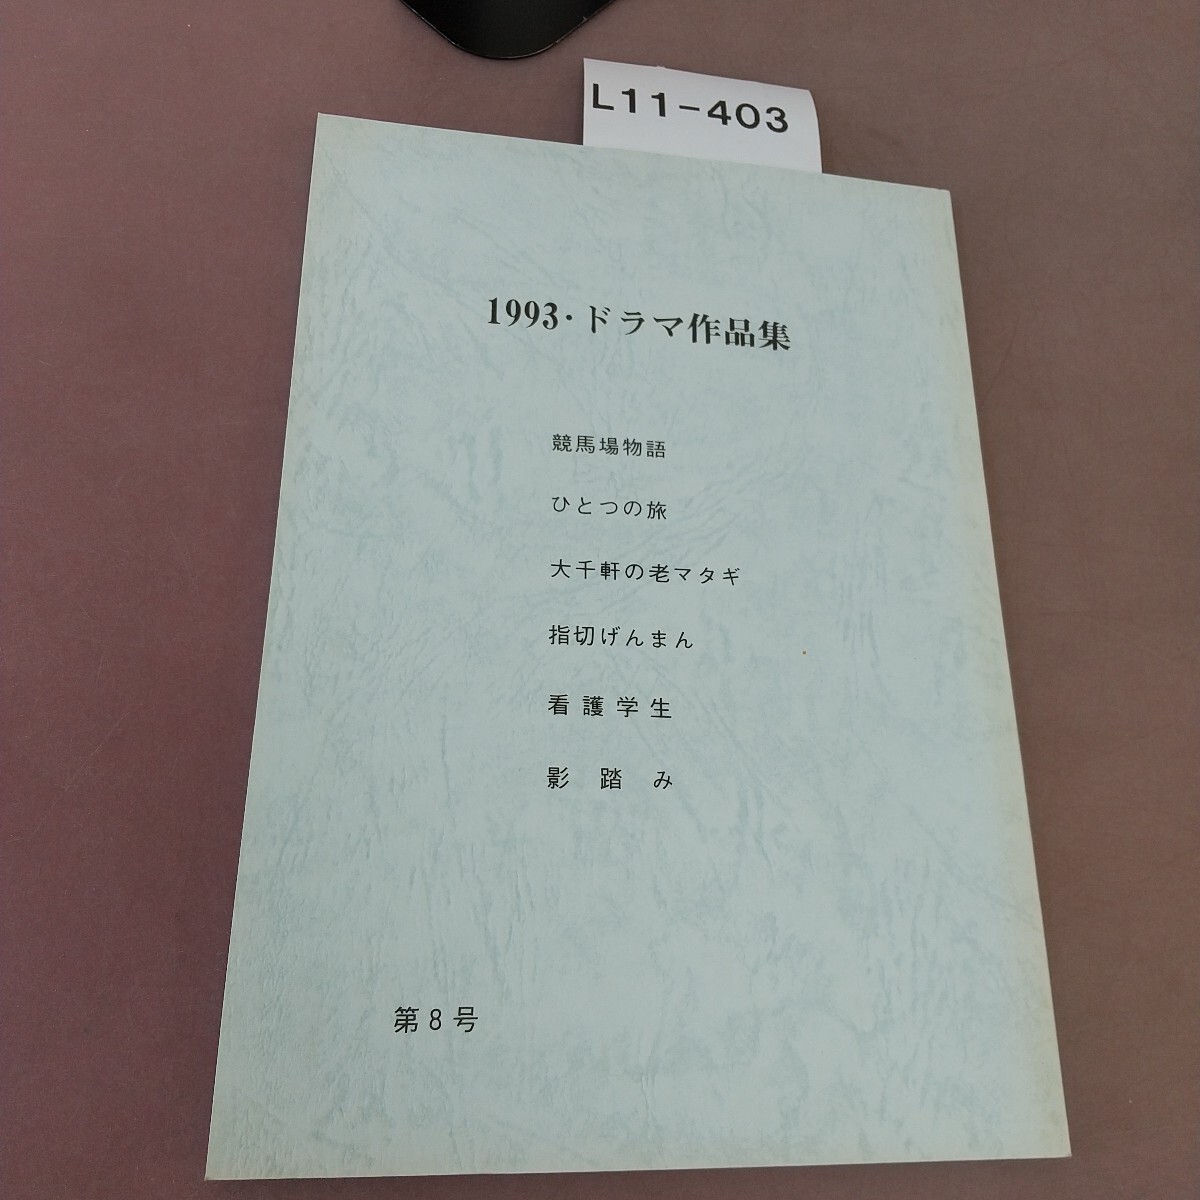 L11-403
1993・ドラマ作品集
競馬場物語
ひとつの旅
大千軒の老マタギ
指切げんまん
看護学生
影踏み
第8号